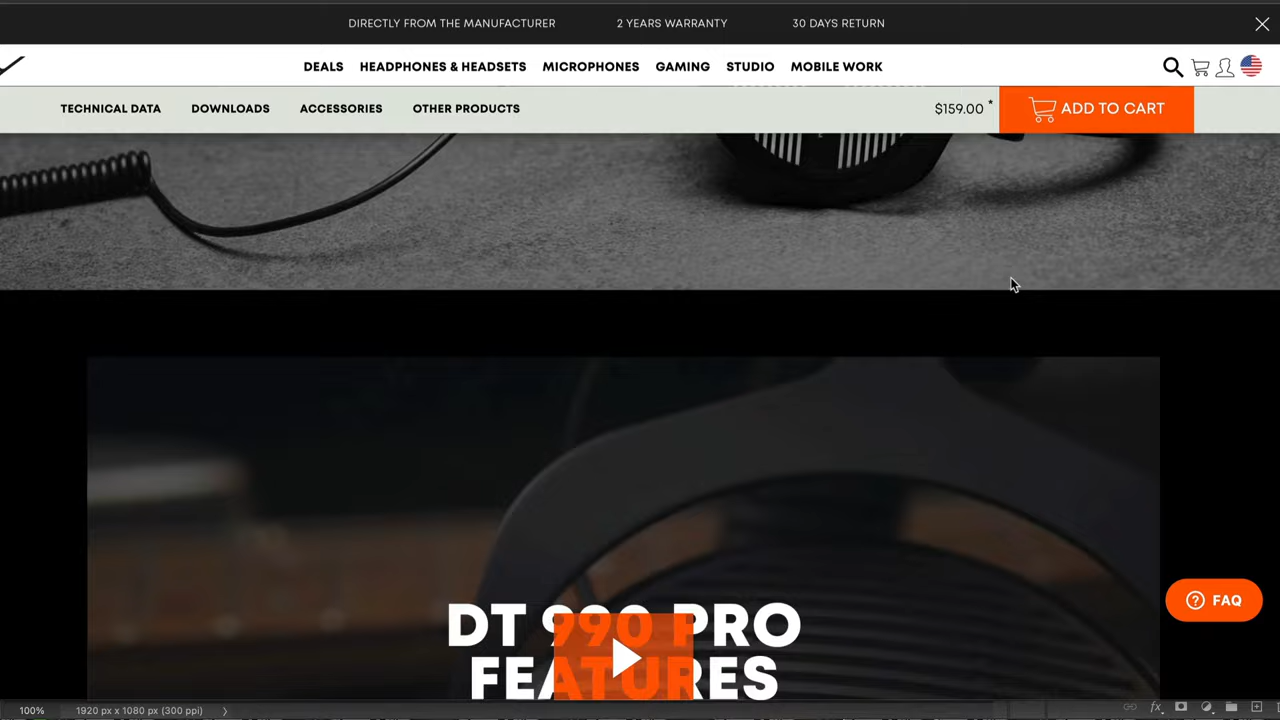 DIRECTLY FROM THE MANUFACTURER 2 YEARS WARRANTY 30 DAYS RETURN
DEALS HEADPHONES & HEADSETS MICROPHONES GAMING STUDIO MOBILE WORK
TECHNICAL DATA DOWNLOADS ACCESSORIES OTHER PRODUCTS $159.00 * ADD TO CART
FAQ
DT 990 PRO
FEATURES
100% 1920 px x 1080 px (300 ppi)
fx